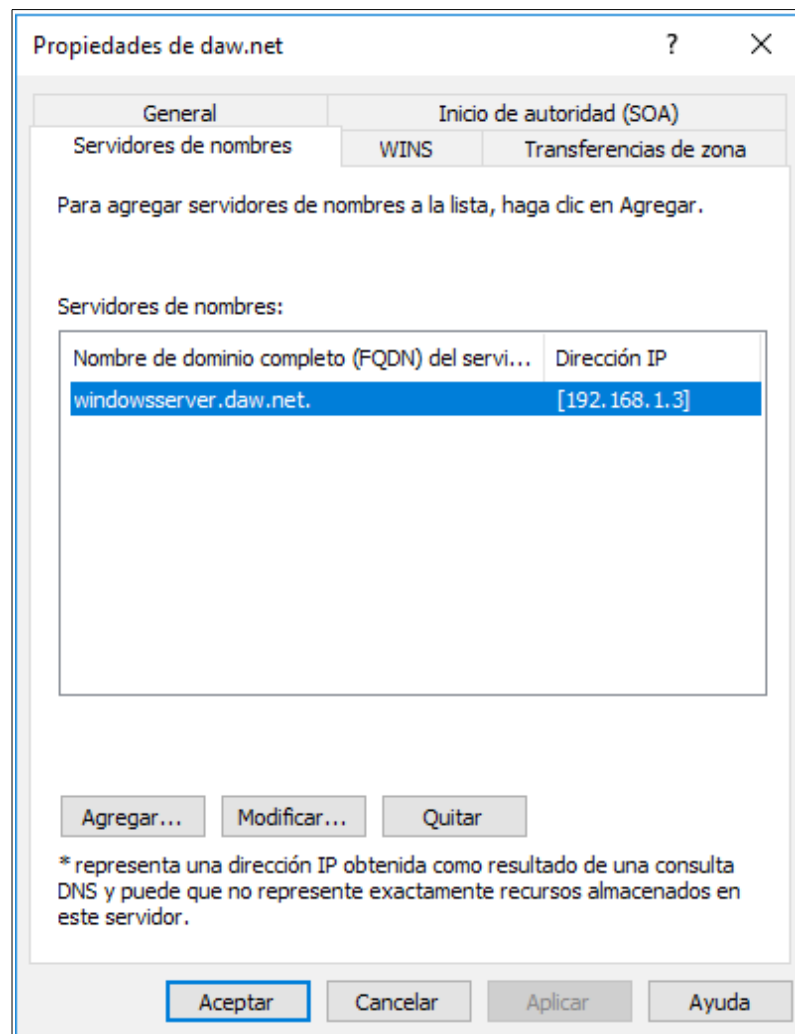 Propiedades de daw.net ?
General Inicio de autoridad (SOA)
Servidores de nombres WINS Transferencias de zona
Para agregar servidores de nombres a la lista, haga clic en Agregar.
Servidores de nombres:
Nombre de dominio completo (FQDN) del servi... Dirección IP
windowsserver.daw.net. [192.168.1.3]
Agregar... Modificar... Quitar
* representa una dirección IP obtenida como resultado de una consulta
DNS y puede que no represente exactamente recursos almacenados en
este servidor.
Aceptar Cancelar Aplicar Ayuda